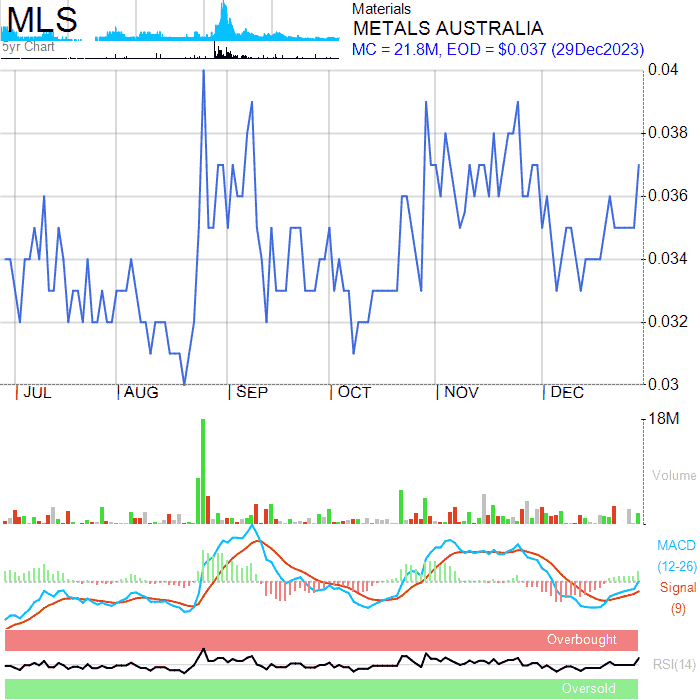 MLS
5yr Chart
Materials
METALS AUSTRALIA
MC = 21.8M, EOD = $0.037 (29Dec2023)
0.04
0.038
0.036
0.034
0.032
0.03
JUL AUG SEP OCT NOV DEC
18M
Volume
MACD
(12-26)
Signal
(9)
Overbought
RSI(14)
Oversold